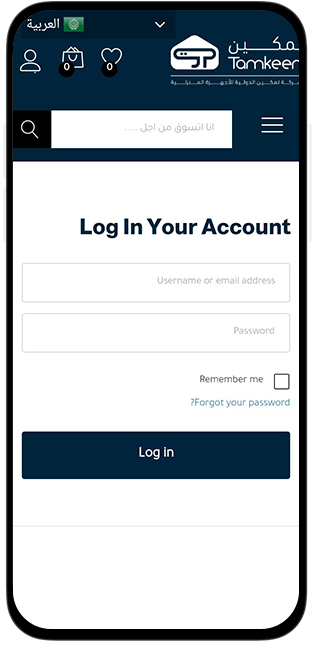 العربية
تمكين
Tamkeen
شركة تمكين الدولية للأجهزة المنزلية
0
0
انا اتسوق من اجل .....
Log In Your Account
Username or email address
Password
Remember me
?Forgot your password
Log in